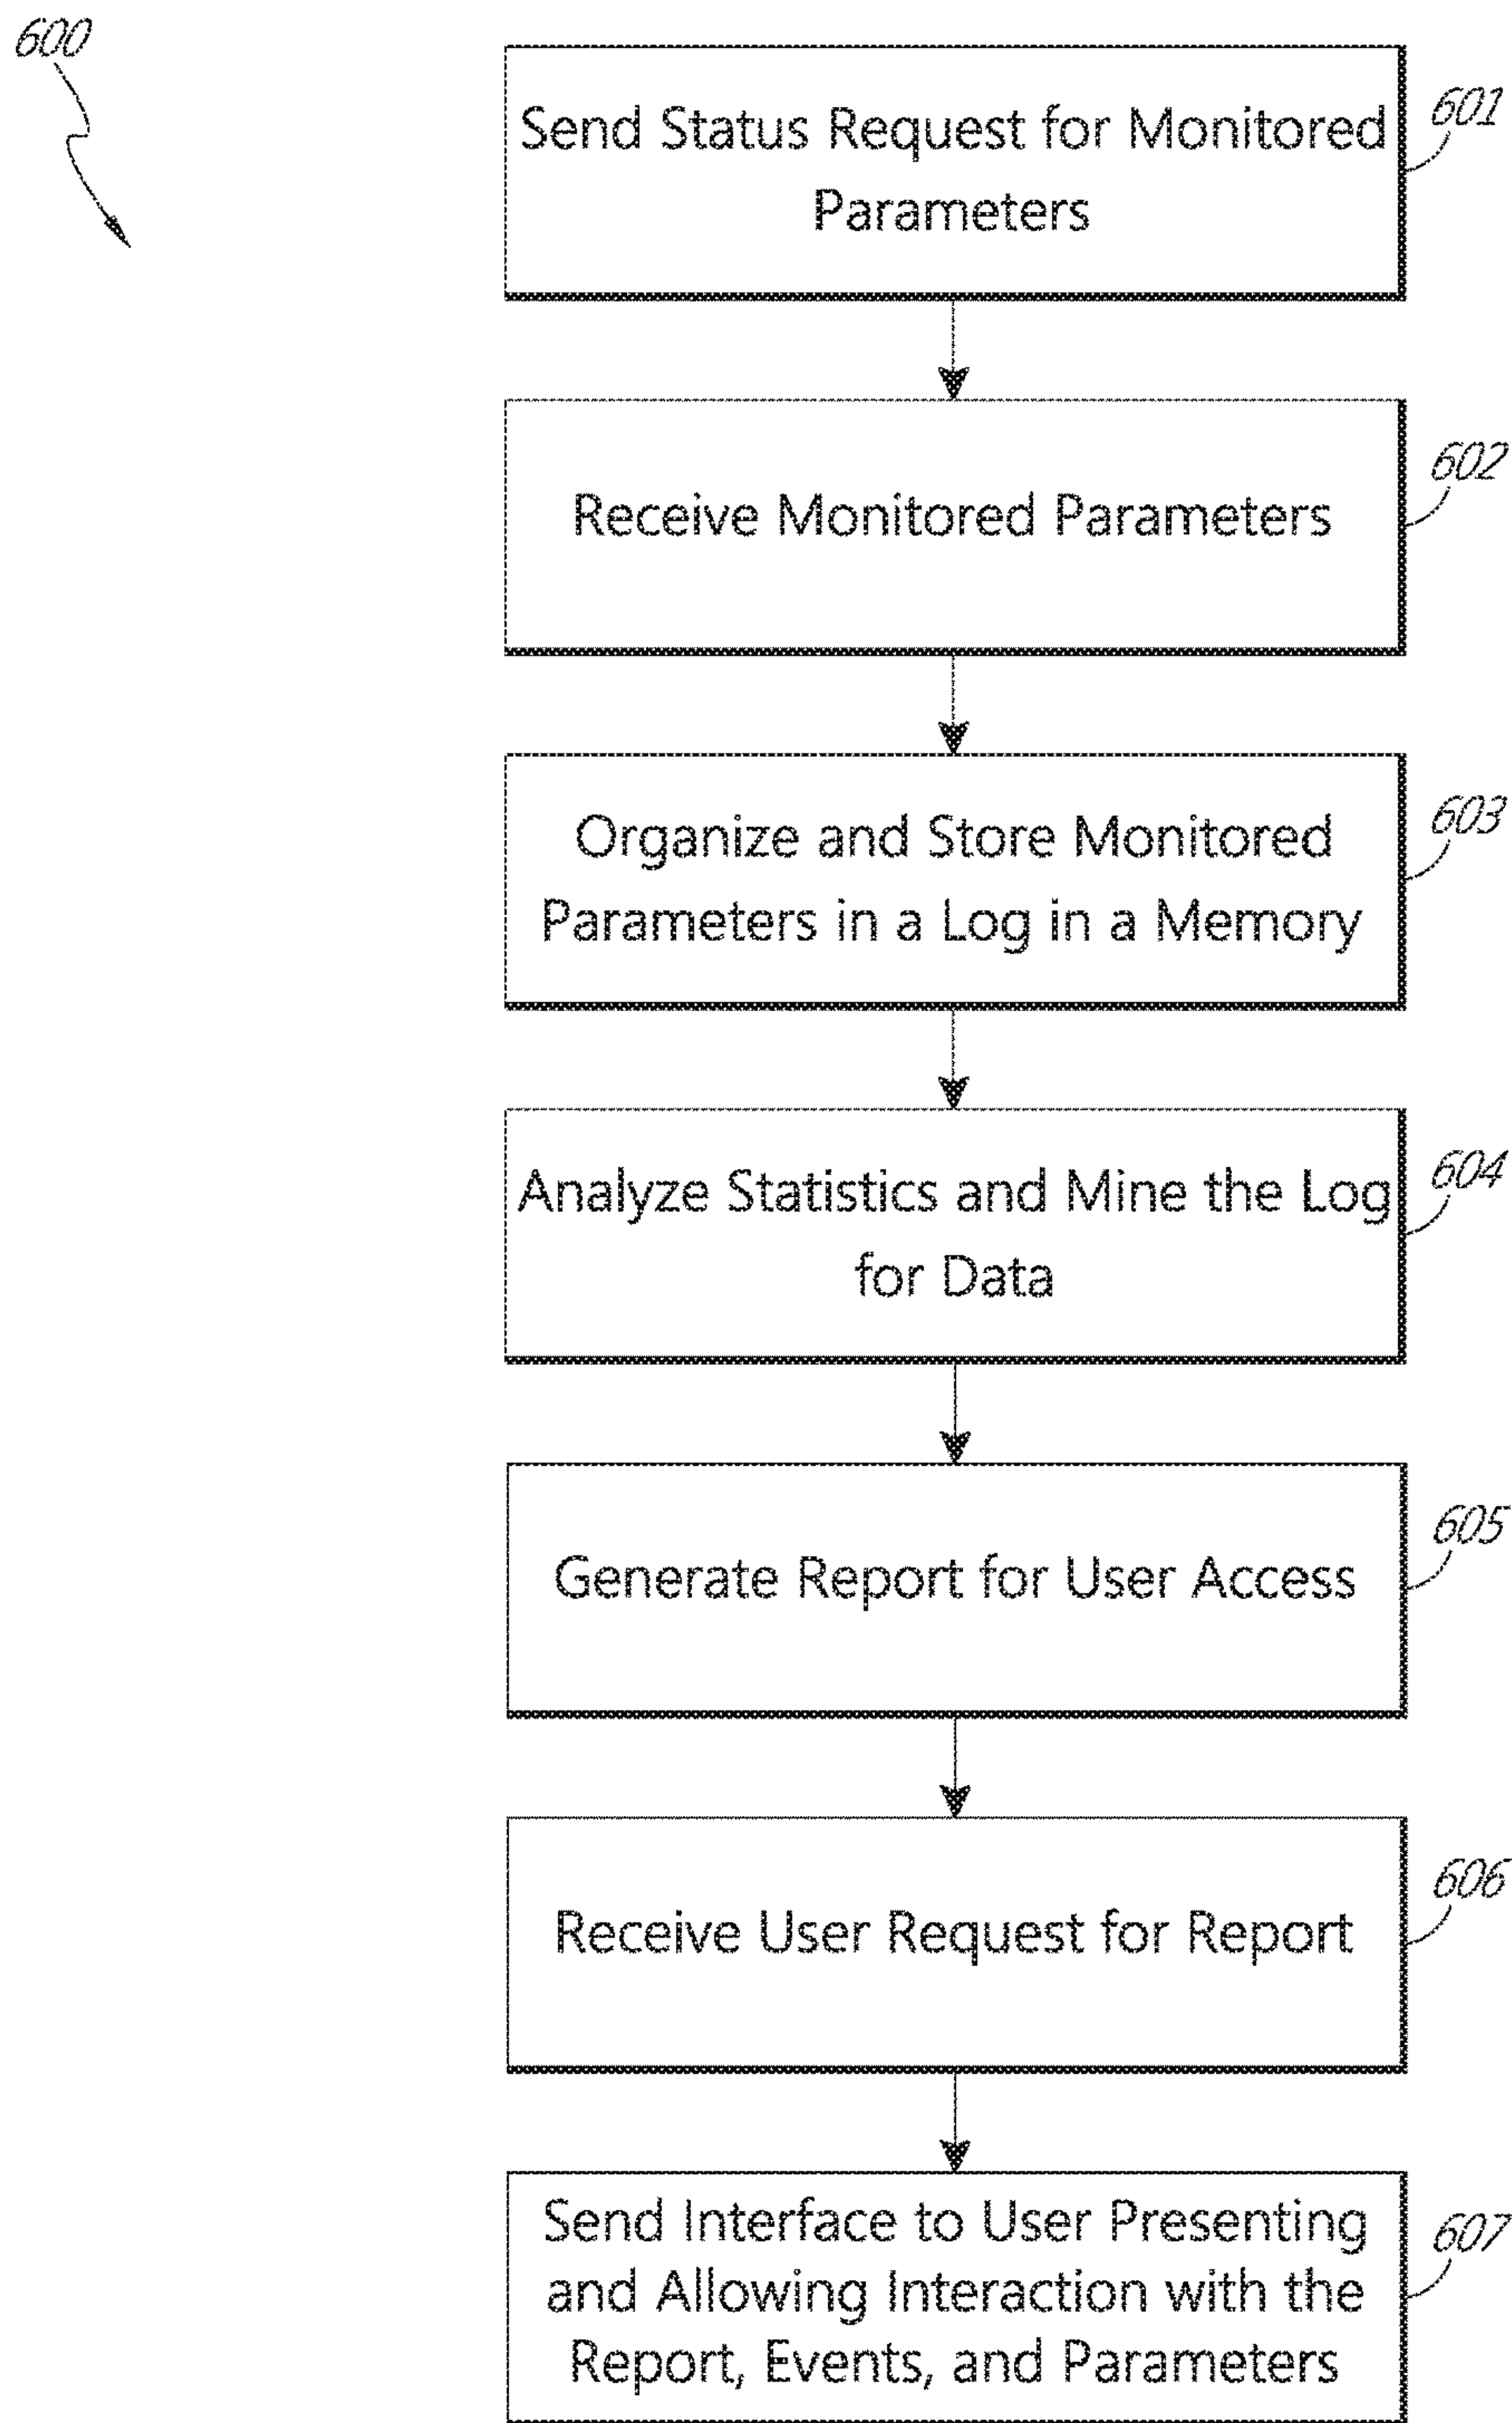 600
Send Status Request for Monitored
Parameters
601
Receive Monitored Parameters
602
Organize and Store Monitored
Parameters in a Log in a Memory
603
Analyze Statistics and Mine the Log
for Data
604
Generate Report for User Access
605
Receive User Request for Report
606
Send Interface to User Presenting
and Allowing Interaction with the
Report, Events, and Parameters
607